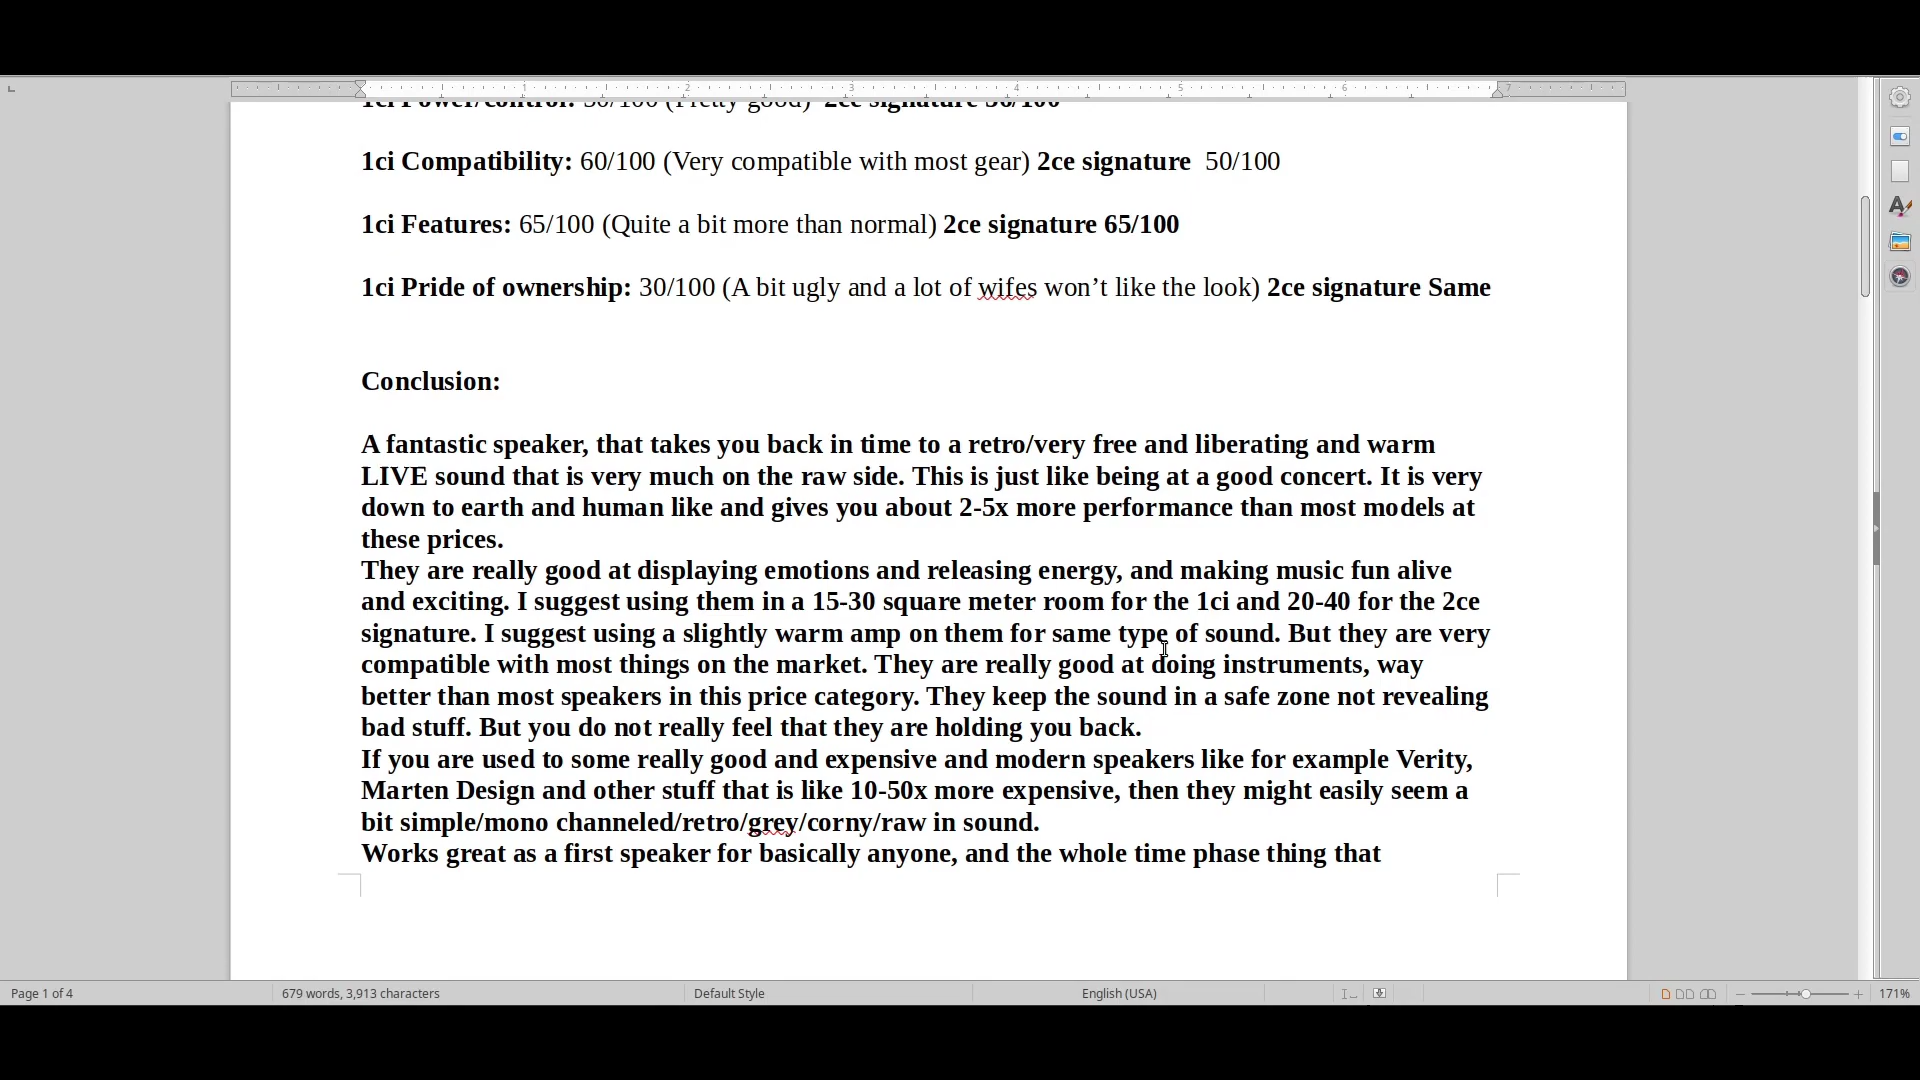 1ci Power/control: 50/100 (Pretty good) 2ce signature 50/100
1ci Compatibility: 60/100 (Very compatible with most gear) 2ce signature 50/100
1ci Features: 65/100 (Quite a bit more than normal) 2ce signature 65/100
1ci Pride of ownership: 30/100 (A bit ugly and a lot of wifes won’t like the look) 2ce signature Same
Conclusion:
A fantastic speaker, that takes you back in time to a retro/very free and liberating and warm
LIVE sound that is very much on the raw side. This is just like being at a good concert. It is very
down to earth and human like and gives you about 2-5x more performance than most models at
these prices.
They are really good at displaying emotions and releasing energy, and making music fun alive
and exciting. I suggest using them in a 15-30 square meter room for the 1ci and 20-40 for the 2ce
signature. I suggest using a slightly warm amp on them for same type of sound. But they are very
compatible with most things on the market. They are really good at doing instruments, way
better than most speakers in this price category. They keep the sound in a safe zone not revealing
bad stuff. But you do not really feel that they are holding you back.
If you are used to some really good and expensive and modern speakers like for example Verity,
Marten Design and other stuff that is like 10-50x more expensive, then they might easily seem a
bit simple/mono channeled/retro/grey/corny/raw in sound.
Works great as a first speaker for basically anyone, and the whole time phase thing that
Page 1 of 4 679 words, 3,913 characters Default Style English (USA) 171%